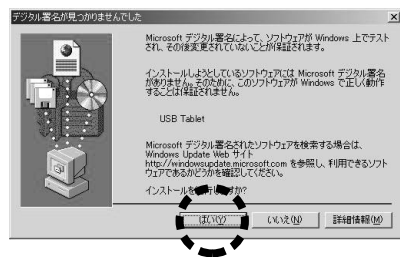 デジタル署名が見つかりませんでした
Microsoft デジタル署名によって、ソフトウェアが Windows 上でテスト
され、その後変更されていないことが保証されます。
インストールしようとしているソフトウェアには Microsoft デジタル署名
がありません。そのために、このソフトウェアが Windows で正しく動作
することは保証されません。
USB Tablet
Microsoft デジタル署名されたソフトウェアを検索する場合は、
Windows Update Web サイト
http://windowsupdate.microsoft.com を参照し、利用できるソフト
ウェアであるかどうかを確認してください。
インストールを続行しますか?
はい(Y) いいえ(N) 詳細情報(M)